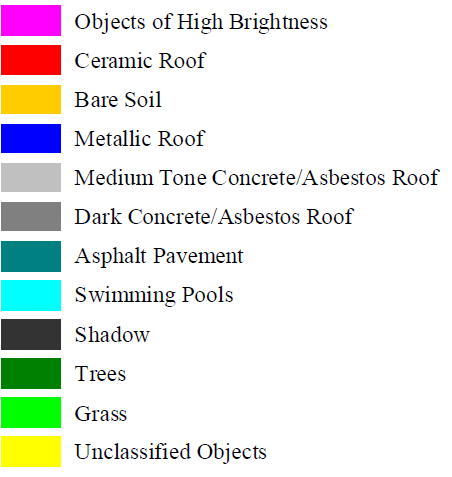 Objects of High Brightness
Ceramic Roof
Bare Soil
Metallic Roof
Medium Tone Concrete/Asbestos Roof
Dark Concrete/Asbestos Roof
Asphalt Pavement
Swimming Pools
Shadow
Trees
Grass
Unclassified Objects